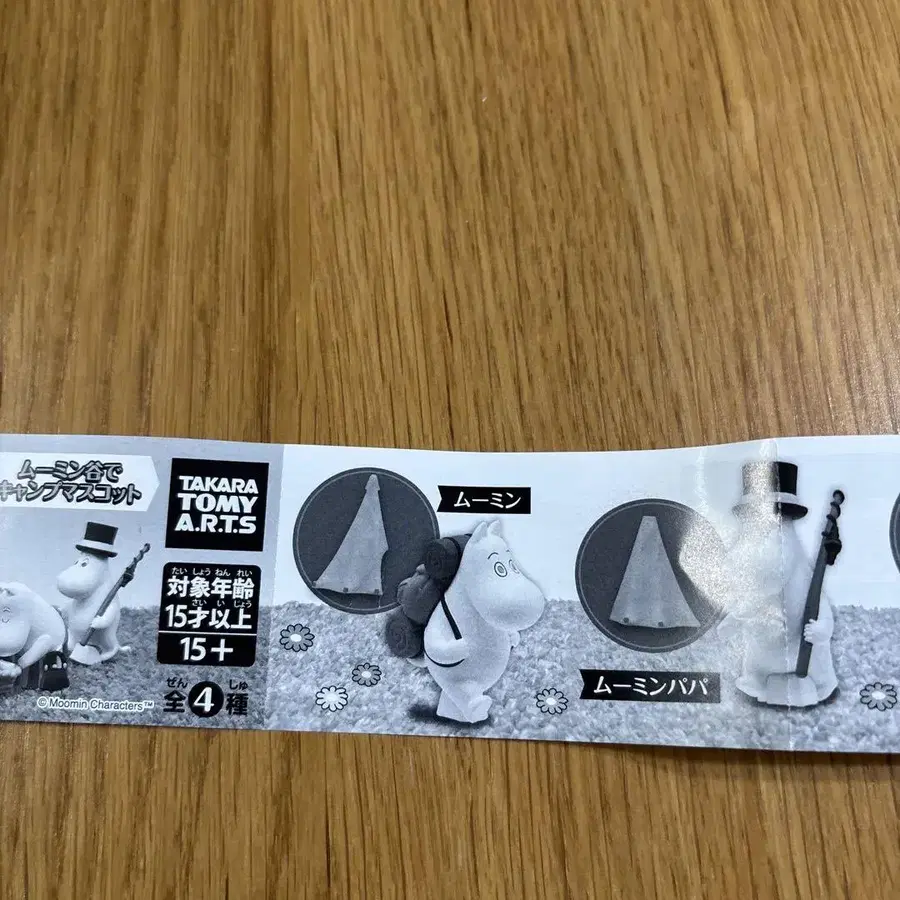 ムーミン谷で
キャンプマスコット
TAKARA
TOMY
A.R.T.S
たいしょうねんれい
対象年齢
さいいじょう
15才以上
15+
ぜん しゅ
全4種
© Moomin Characters™
ムーミン
ムーミンパパ